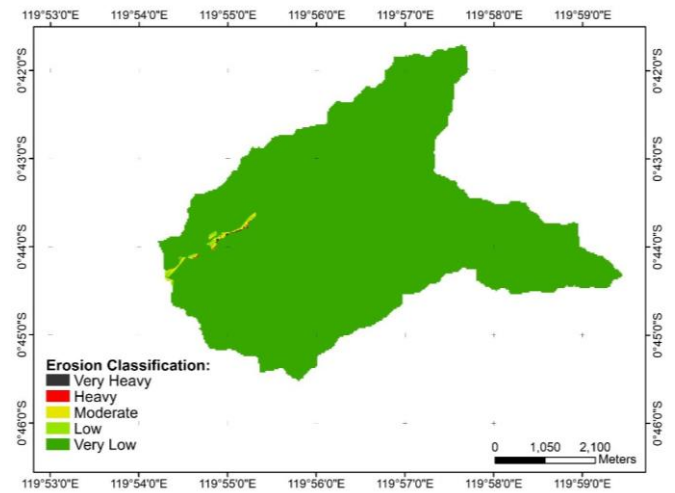 119°53'0"E 119°54'0"E 119°55'0"E 119°56'0"E 119°57'0"E 119°58'0"E 119°59'0"E
0°42'0"S 0°42'0"S
0°43'0"S 0°43'0"S
0°44'0"S 0°44'0"S
0°45'0"S 0°45'0"S
Erosion Classification:
Very Heavy
Heavy
Moderate
Low
Very Low
0°46'0"S 0°46'0"S
0 1,050 2,100
Meters
119°53'0"E 119°54'0"E 119°55'0"E 119°56'0"E 119°57'0"E 119°58'0"E 119°59'0"E